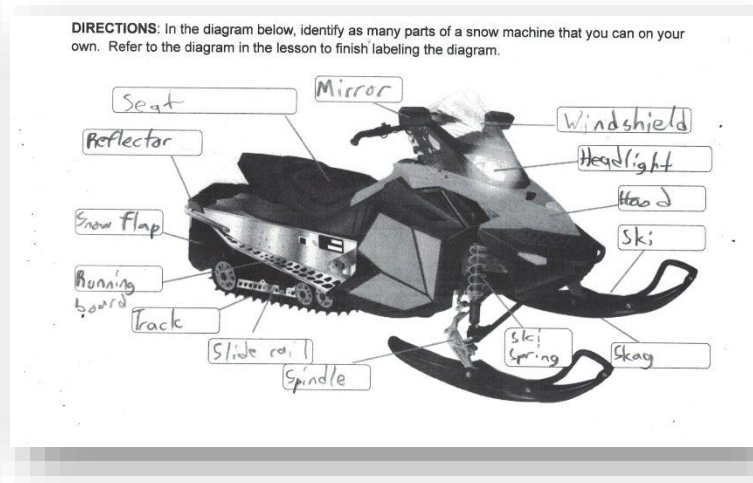 DIRECTIONS: In the diagram below, identify as many parts of a snow machine that you can on your
own. Refer to the diagram in the lesson to finish labeling the diagram.
Mirror
Seat
Windshield
Reflector
Headlight
Hood
Snow Flap
Ski
Running
board
Track
Slide rail
Ski
Spring
Skag
Spindle